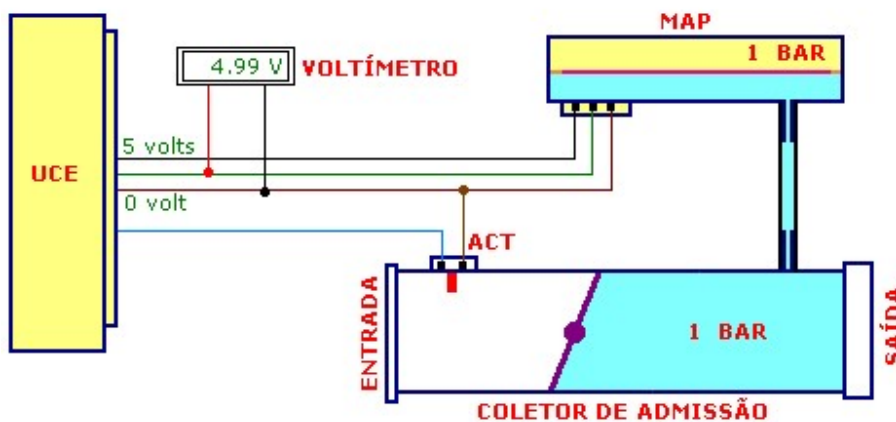 MAP
1 BAR
4.99 V
VOLTÍMETRO
5 volts
UCE
0 volt
ACT
ENTRADA
1 BAR
SAÍDA
COLETOR DE ADMISSÃO